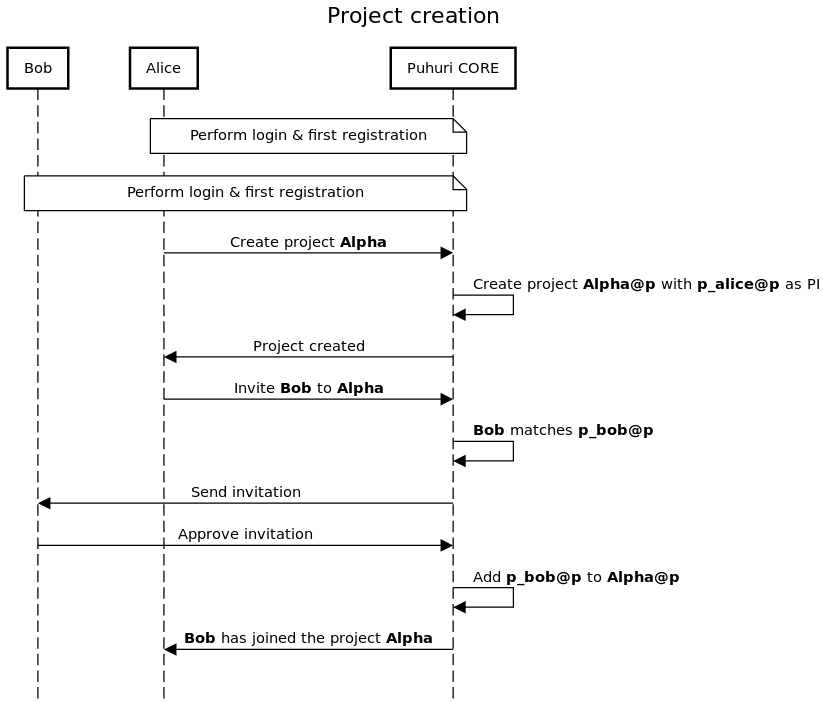 Project creation
Bob
Alice
Puhuri CORE
Perform login & first registration
Perform login & first registration
Create project Alpha
Create project Alpha@p with p_alice@p as PI
Project created
Invite Bob to Alpha
Bob matches p_bob@p
Send invitation
Approve invitation
Add p_bob@p to Alpha@p
Bob has joined the project Alpha